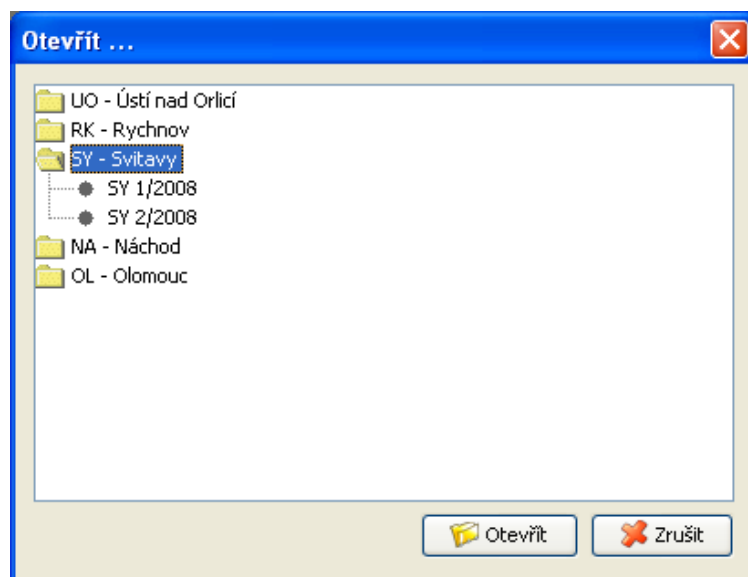 Otevřít ...
UO - Ústí nad Orlicí
RK - Rychnov
SY - Svitavy
SY 1/2008
SY 2/2008
NA - Náchod
OL - Olomouc
Otevřít
Zrušit